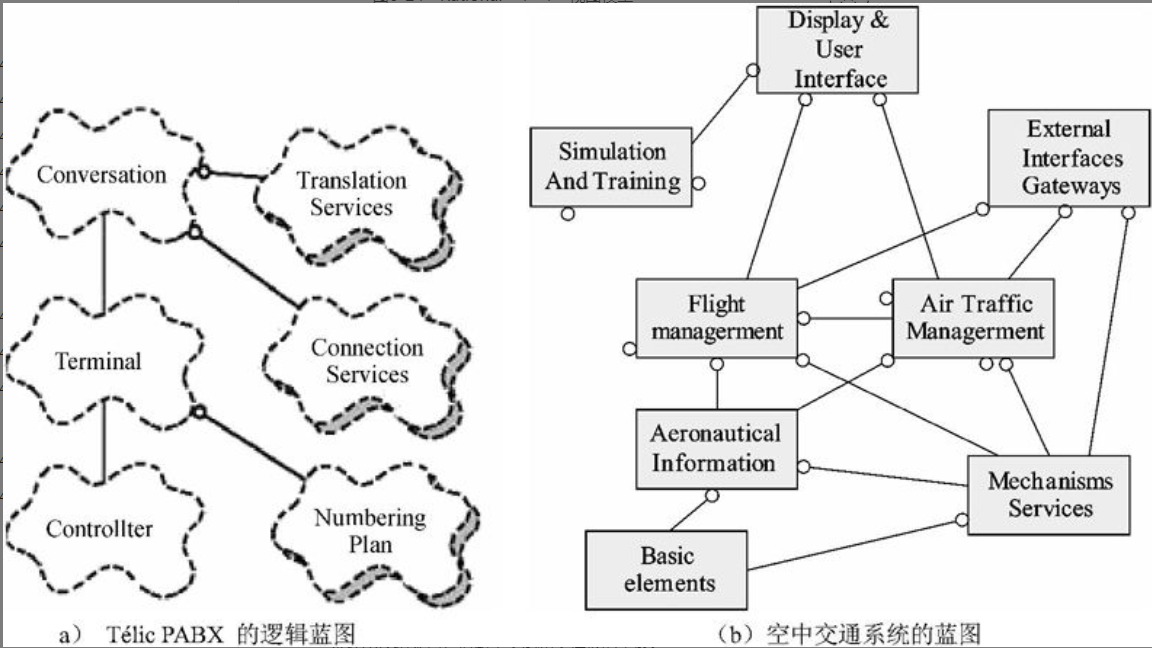 Conversation
Translation
Services
Terminal
Connection
Services
Controllter
Numbering
Plan
a） Télic PABX 的逻辑蓝图
Display &
User
Interface
Simulation
And Training
External
Interfaces
Gateways
Flight
managerment
Air Traffic
Managerment
Aeronautical
Information
Mechanisms
Services
Basic
elements
（b）空中交通系统的蓝图